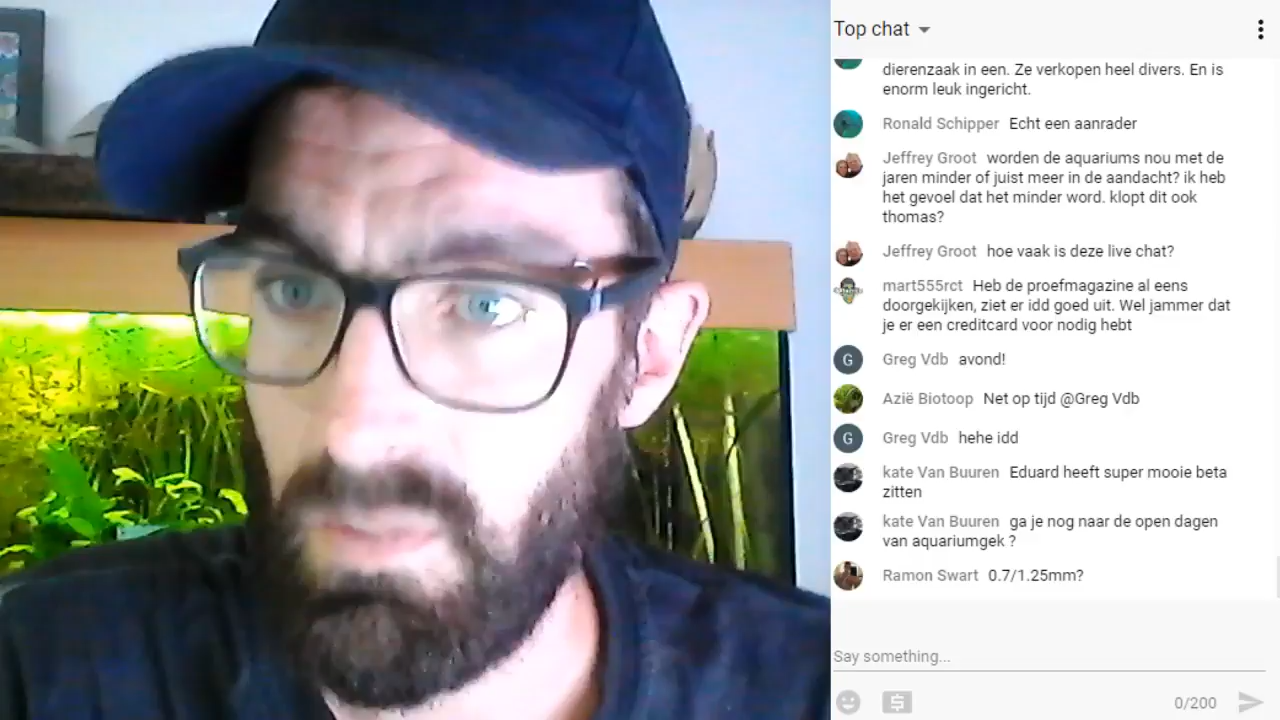 Top chat
dierenzaak in een. Ze verkopen heel divers. En is
enorm leuk ingericht.
Ronald Schipper Echt een aanrader
Jeffrey Groot worden de aquariums nou met de
jaren minder of juist meer in de aandacht? ik heb
het gevoel dat het minder word. klopt dit ook
thomas?
Jeffrey Groot hoe vaak is deze live chat?
mart555rct Heb de proefmagazine al eens
doorgekijken, ziet er idd goed uit. Wel jammer dat
je er een creditcard voor nodig hebt
G Greg Vdb avond!
Azië Biotoop Net op tijd @Greg Vdb
G Greg Vdb hehe idd
kate Van Buuren Eduard heeft super mooie beta
zitten
kate Van Buuren ga je nog naar de open dagen
van aquariumgek ?
Ramon Swart 0.7/1.25mm?
Say something...
0/200